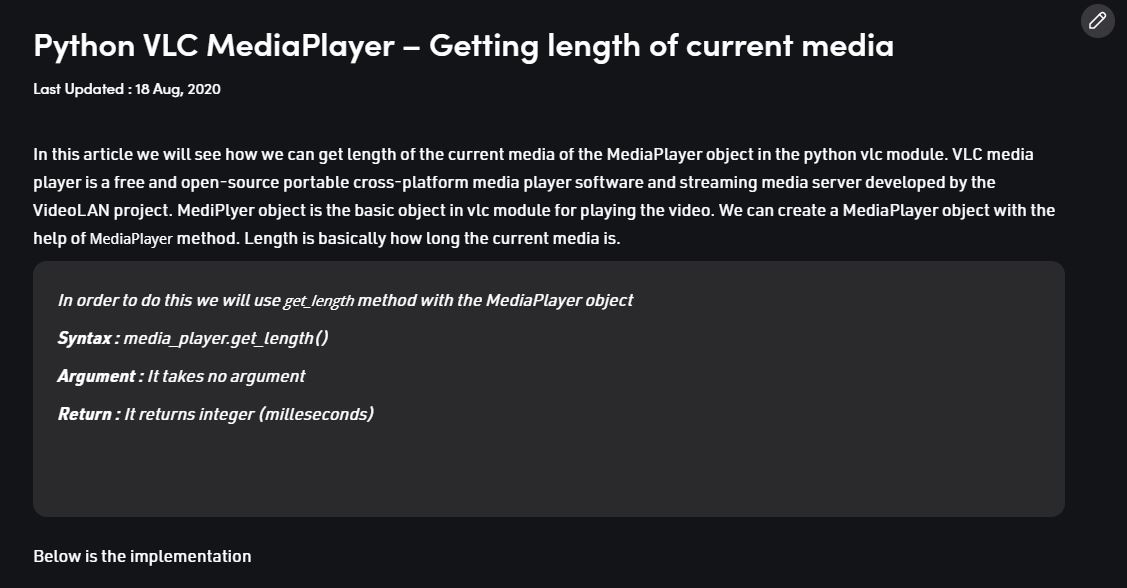 Python VLC MediaPlayer – Getting length of current media
Last Updated : 18 Aug, 2020
In this article we will see how we can get length of the current media of the MediaPlayer object in the python vlc module. VLC media
player is a free and open-source portable cross-platform media player software and streaming media server developed by the
VideoLAN project. MediPlyer object is the basic object in vlc module for playing the video. We can create a MediaPlayer object with the
help of MediaPlayer method. Length is basically how long the current media is.
In order to do this we will use get_length method with the MediaPlayer object
Syntax : media_player.get_length()
Argument : It takes no argument
Return : It returns integer (milleseconds)
Below is the implementation